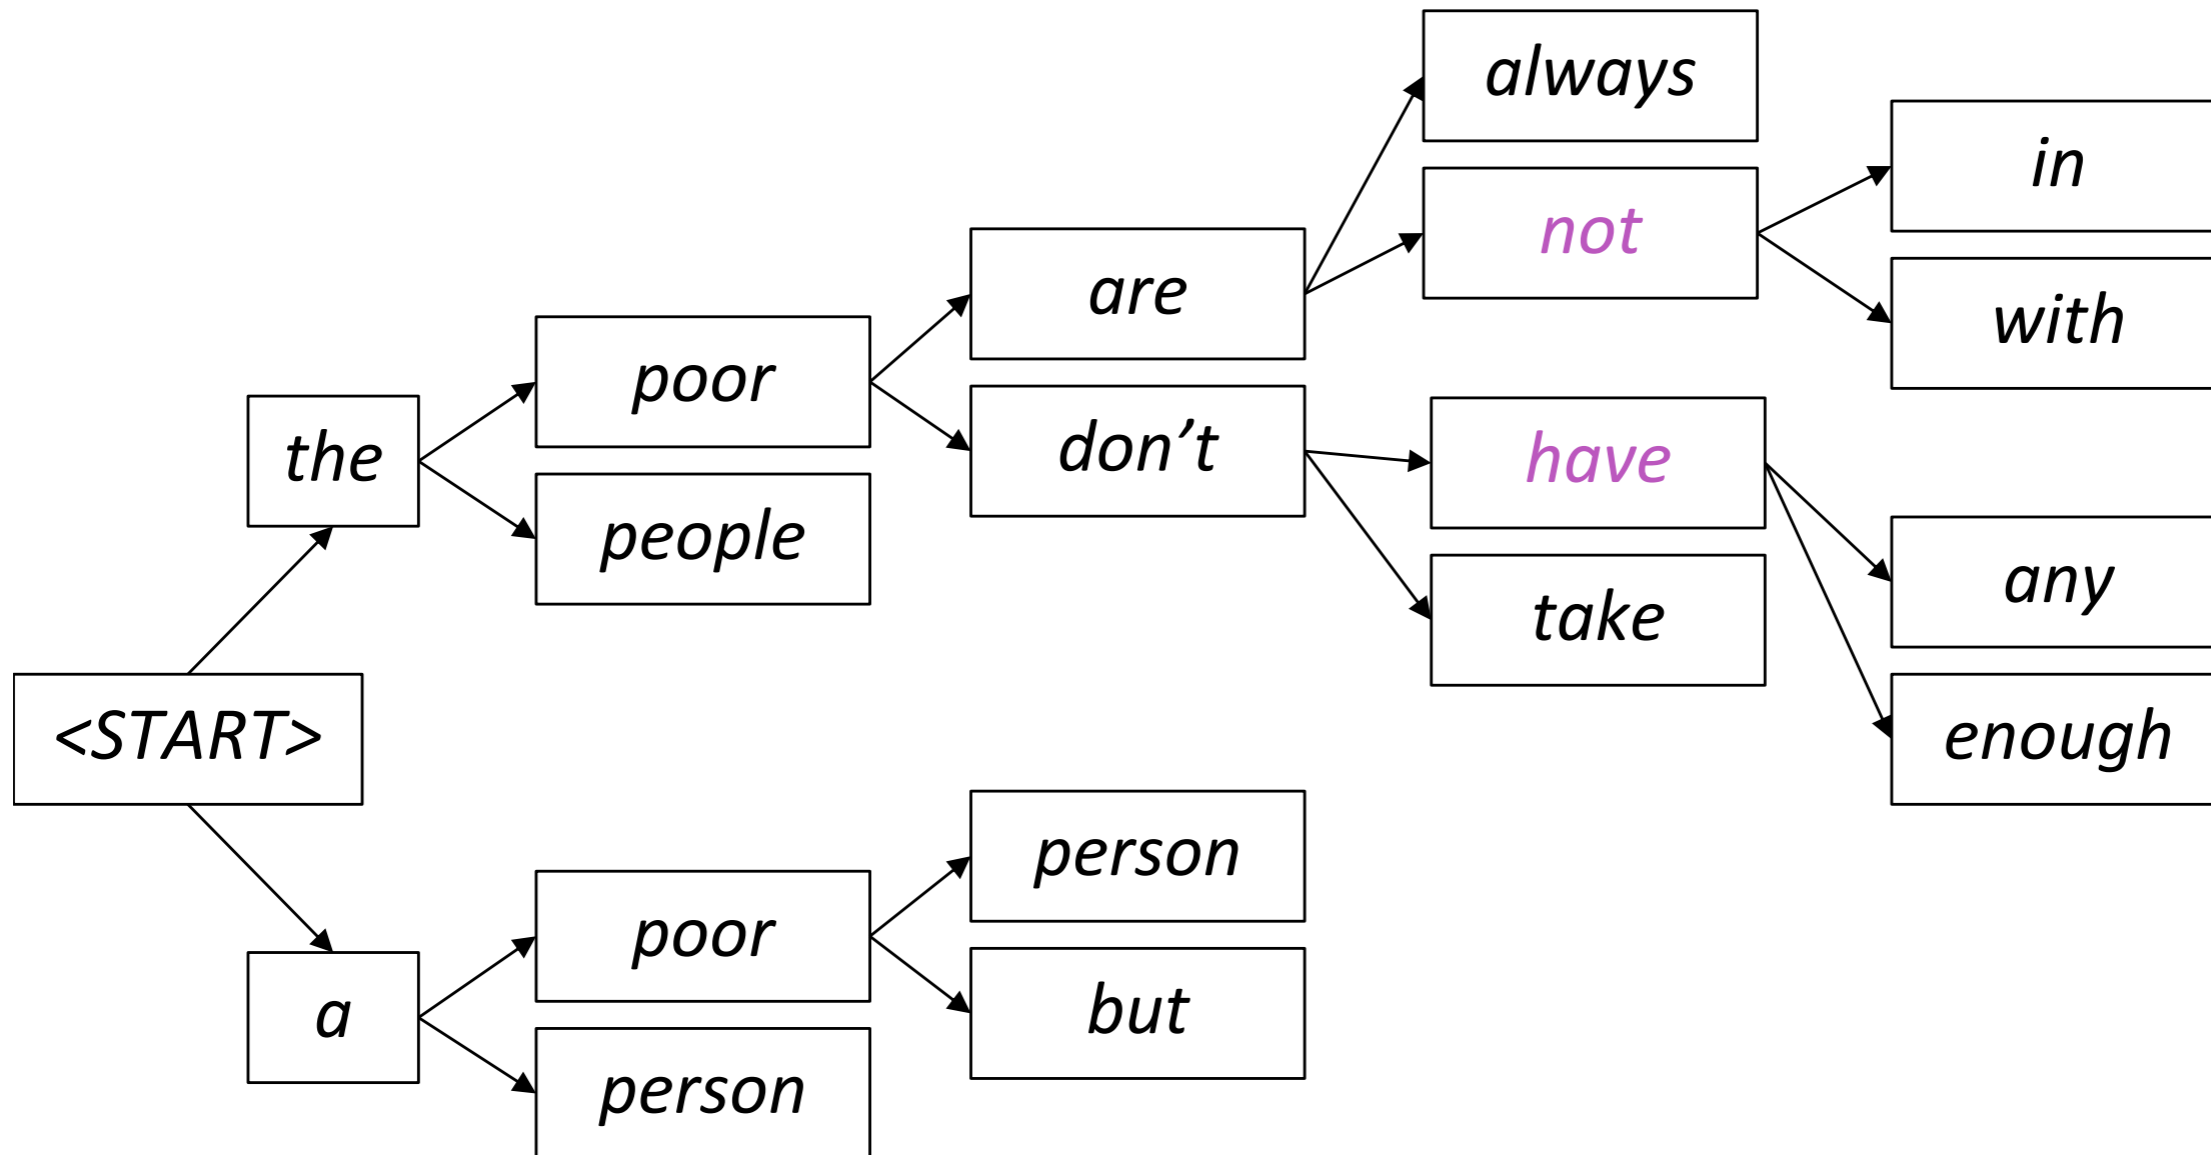 always
in
not
are
with
poor
the
don’t
have
people
any
take
<START>
enough
person
poor
but
a
person